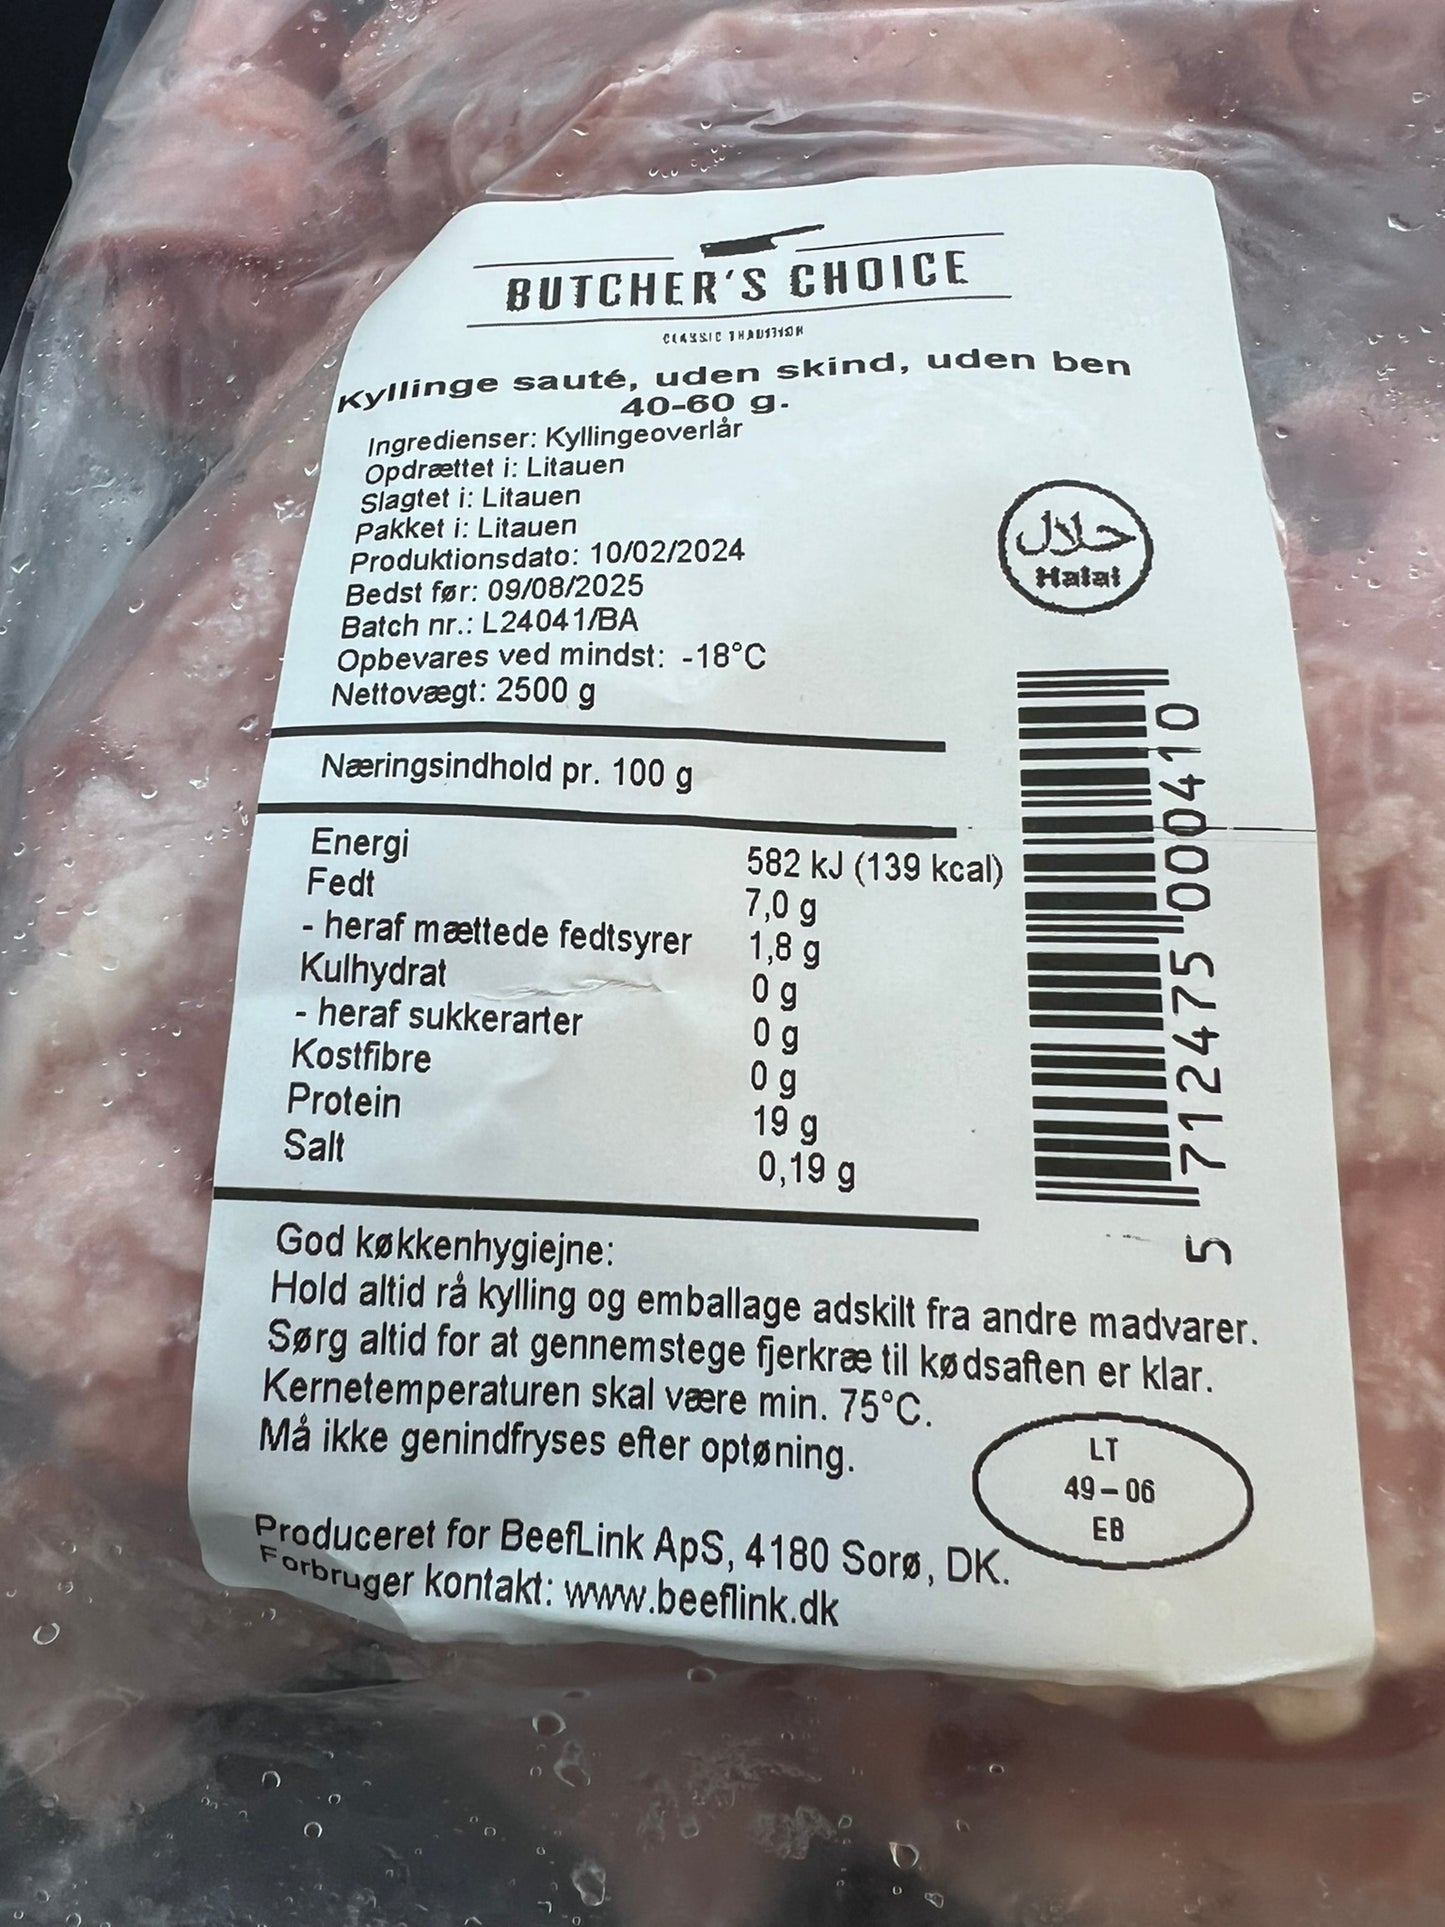 BUTCHER'S CHOICE
CLASSIC TRADITION
Kyllinge sauté, uden skind, uden ben
40-60 g.
Ingredienser: Kyllingeoverlår
Opdrættet i: Litauen
Slagtet i: Litauen
Pakket i: Litauen
Produktionsdato: 10/02/2024
Bedst før: 09/08/2025
Batch nr.: L24041/BA
Opbevares ved mindst: -18°C
Nettovægt: 2500 g
حلال
Halal
Næringsindhold pr. 100 g
Energi 582 kJ (139 kcal)
Fedt 7,0 g
- heraf mættede fedtsyrer 1,8 g
Kulhydrat 0 g
- heraf sukkerarter 0 g
Kostfibre 0 g
Protein 19 g
Salt 0,19 g
5 712475 000410
God køkkenhygiejne:
Hold altid rå kylling og emballage adskilt fra andre madvarer.
Sørg altid for at gennemstege fjerkræ til kødsaften er klar.
Kernetemperaturen skal være min. 75°C.
Må ikke genindfryses efter optøning.
LT
49-06
EB
Produceret for BeefLink ApS, 4180 Sorø, DK.
Forbruger kontakt: www.beeflink.dk